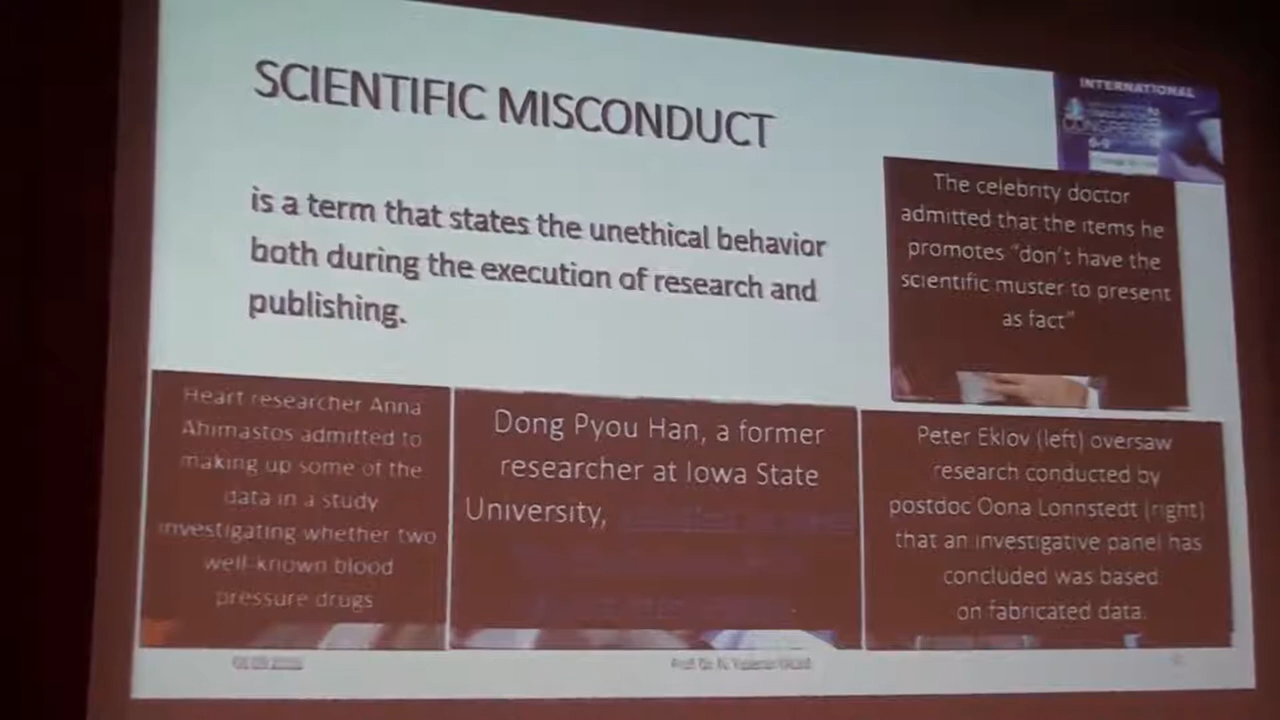 SCIENTIFIC MISCONDUCT
is a term that states the unethical behavior
both during the execution of research and
publishing.
INTERNATIONAL
The celebrity doctor
admitted that the items he
promotes "don't have the
scientific muster to present
as fact"
Heart researcher Anna
Ahimastos admitted to
making up some of the
data in a study
investigating whether two
well-known blood
pressure drugs
Dong Pyou Han, a former
researcher at Iowa State
University,
Peter Eklov (left) oversaw
research conducted by
postdoc Oona Lonnstedt (right)
that an investigative panel has
concluded was based
on fabricated data.
Prof. Dr. N.